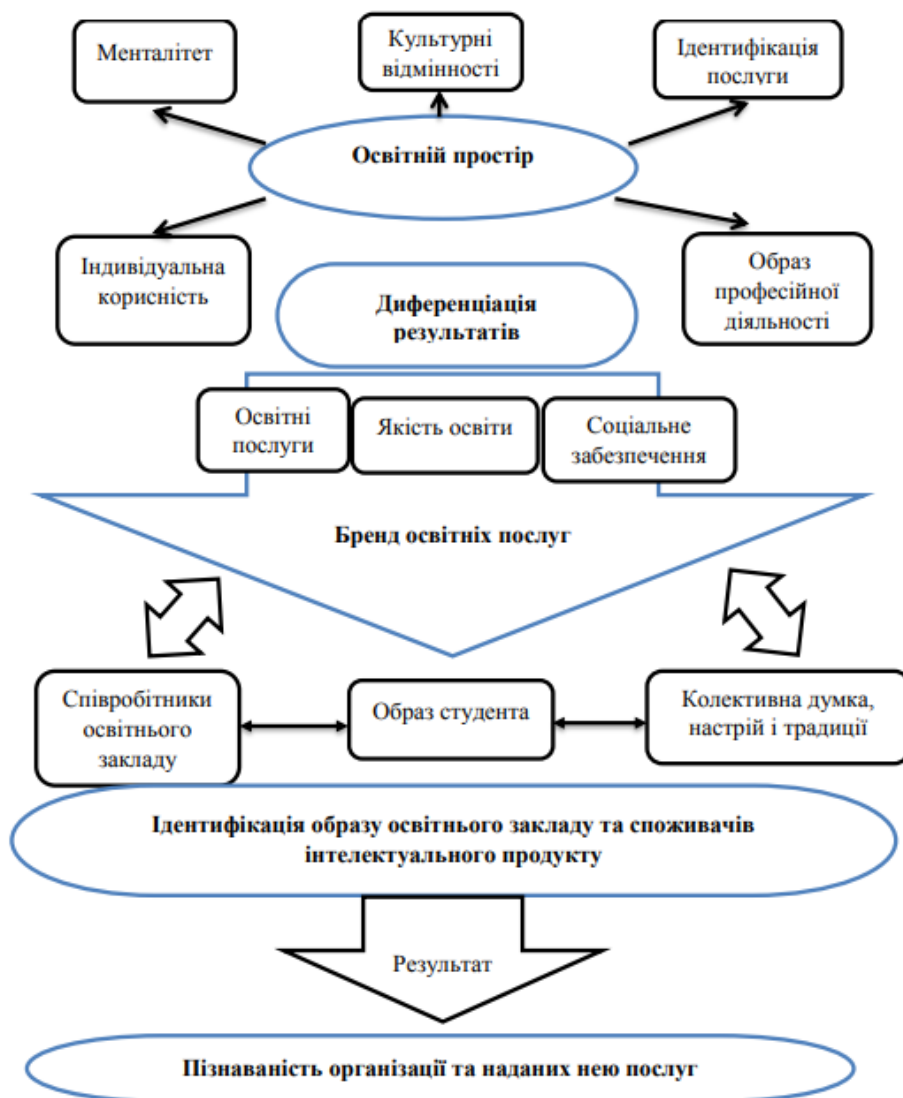 Менталітет
Культурні
відмінності
Ідентифікація
послуги
Освітній простір
Індивідуальна
корисність
Образ
професійної
діяльності
Диференціація
результатів
Освітні
послуги
Якість освіти
Соціальне
забезпечення
Бренд освітніх послуг
Співробітники
освітнього
закладу
Образ студента
Колективна думка,
настрій і традиції
Ідентифікація образу освітнього закладу та споживачів
інтелектуального продукту
Результат
Пізнаваність організації та наданих нею послуг